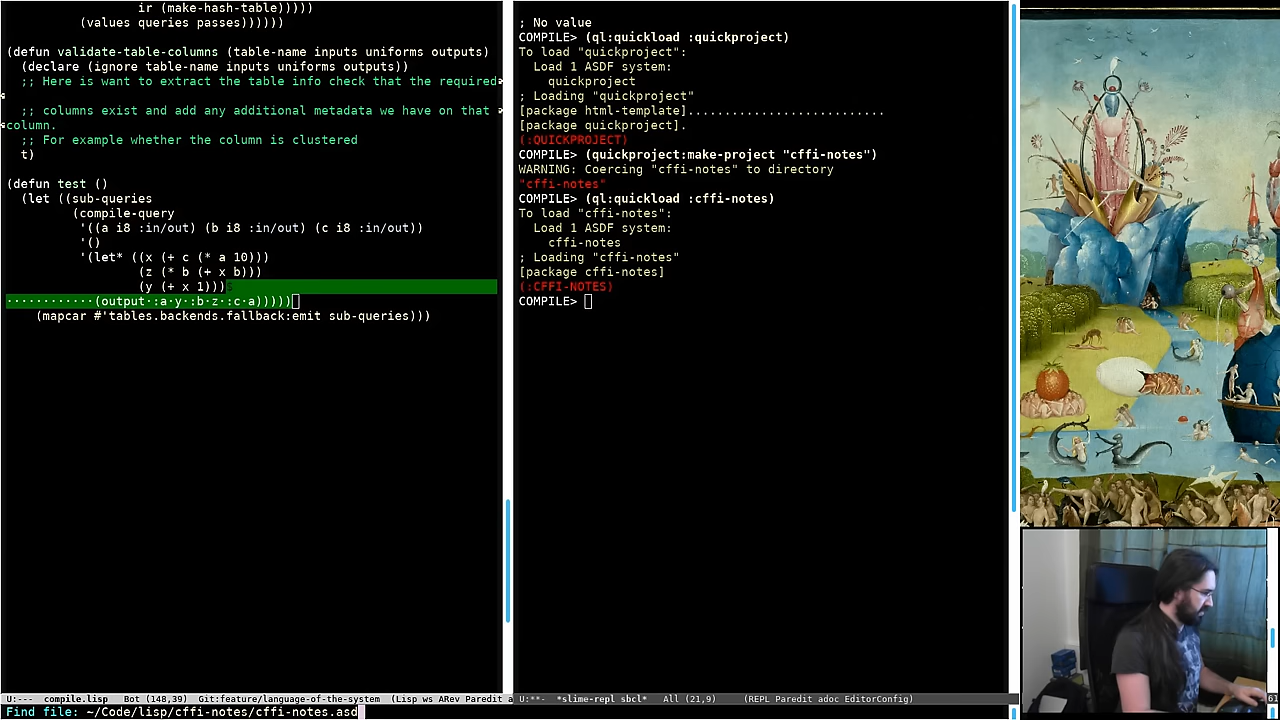 ir (make-hash-table)))))
(values queries passes))))))
(defun validate-table-columns (table-name inputs uniforms outputs)
(declare (ignore table-name inputs uniforms outputs))
;; Here is want to extract the table info check that the required
;; columns exist and add any additional metadata we have on that
column.
;; For example whether the column is clustered
t)
(defun test ()
(let ((sub-queries
(compile-query
'((a i8 :in/out) (b i8 :in/out) (c i8 :in/out))
'()
'(let* ((x (+ c (* a 10)))
(z (* b (+ x b)))
(y (+ x 1)))$
············(output·:a·y·:b·z·:c·a)))))
(mapcar #'tables.backends.fallback:emit sub-queries)))
U:--- compile.lisp Bot (148,39) Git:feature/language-of-the-system (Lisp ws ARev Paredit a
Find file: ~/Code/lisp/cffi-notes/cffi-notes.asd
; No value
COMPILE> (ql:quickload :quickproject)
To load "quickproject":
Load 1 ASDF system:
quickproject
; Loading "quickproject"
[package html-template]..........................
[package quickproject].
(:QUICKPROJECT)
COMPILE> (quickproject:make-project "cffi-notes")
WARNING: Coercing "cffi-notes" to directory
"cffi-notes"
COMPILE> (ql:quickload :cffi-notes)
To load "cffi-notes":
Load 1 ASDF system:
cffi-notes
; Loading "cffi-notes"
[package cffi-notes]
(:CFFI-NOTES)
COMPILE>
U:**- *slime-repl sbcl* All (21,9) (REPL Paredit adoc EditorConfig)